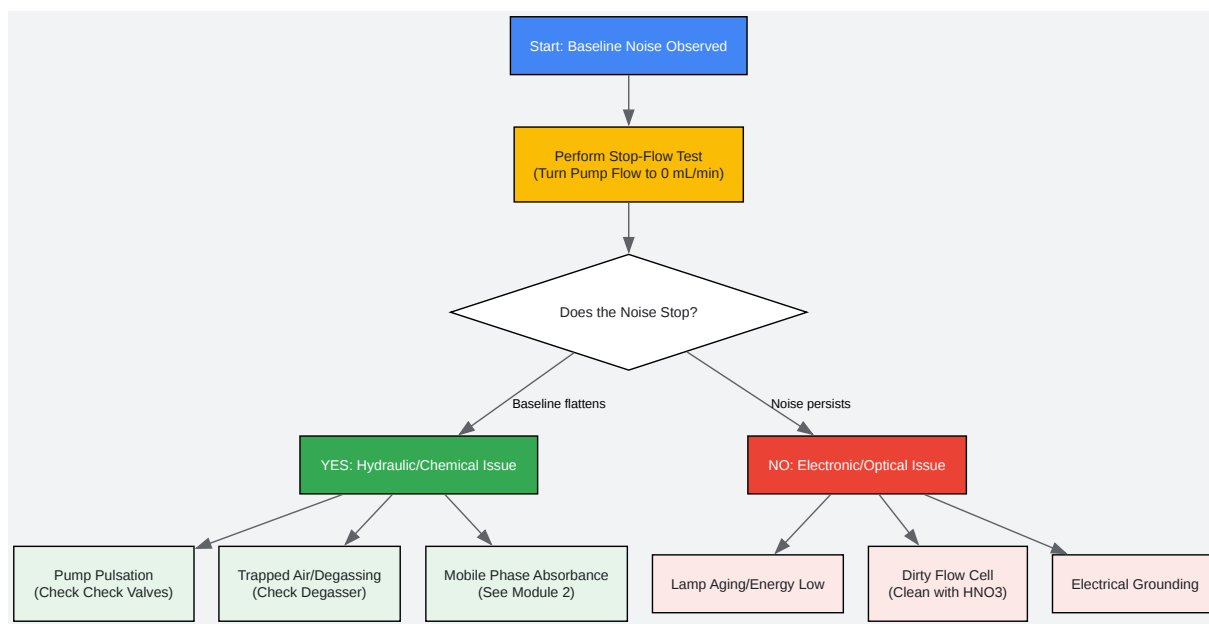 Start: Baseline Noise Observed
Perform Stop-Flow Test
(Turn Pump Flow to 0 mL/min)
Does the Noise Stop?
Baseline flattens
Noise persists
YES: Hydraulic/Chemical Issue
NO: Electronic/Optical Issue
Pump Pulsation
(Check Check Valves)
Trapped Air/Degassing
(Check Degasser)
Mobile Phase Absorbance
(See Module 2)
Lamp Aging/Energy Low
Dirty Flow Cell
(Clean with HNO3)
Electrical Grounding